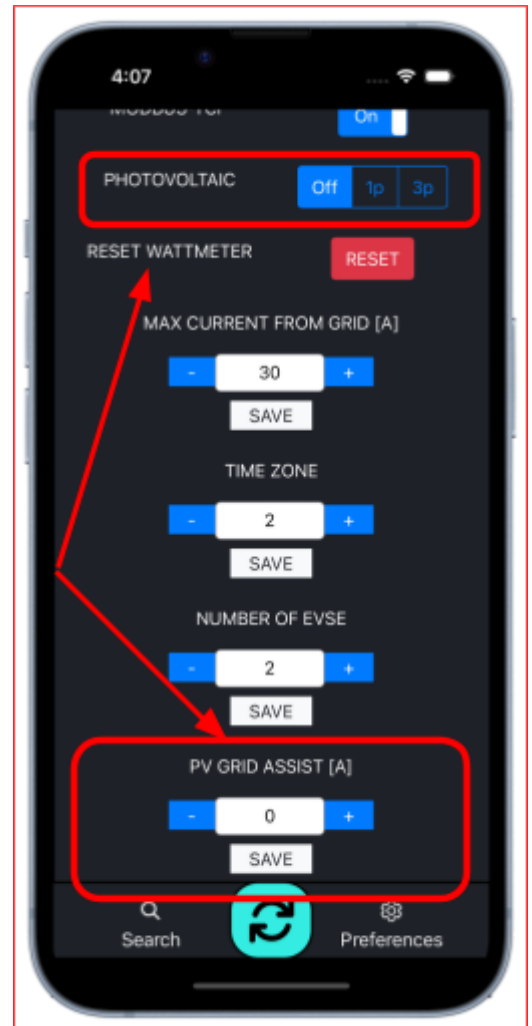 4:07
On
PHOTOVOLTAIC Off 1p 3p
RESET WATTMETER RESET
MAX CURRENT FROM GRID [A]
- 30 +
SAVE
TIME ZONE
- 2 +
SAVE
NUMBER OF EVSE
- 2 +
SAVE
PV GRID ASSIST [A]
- 0 +
SAVE
Search Preferences